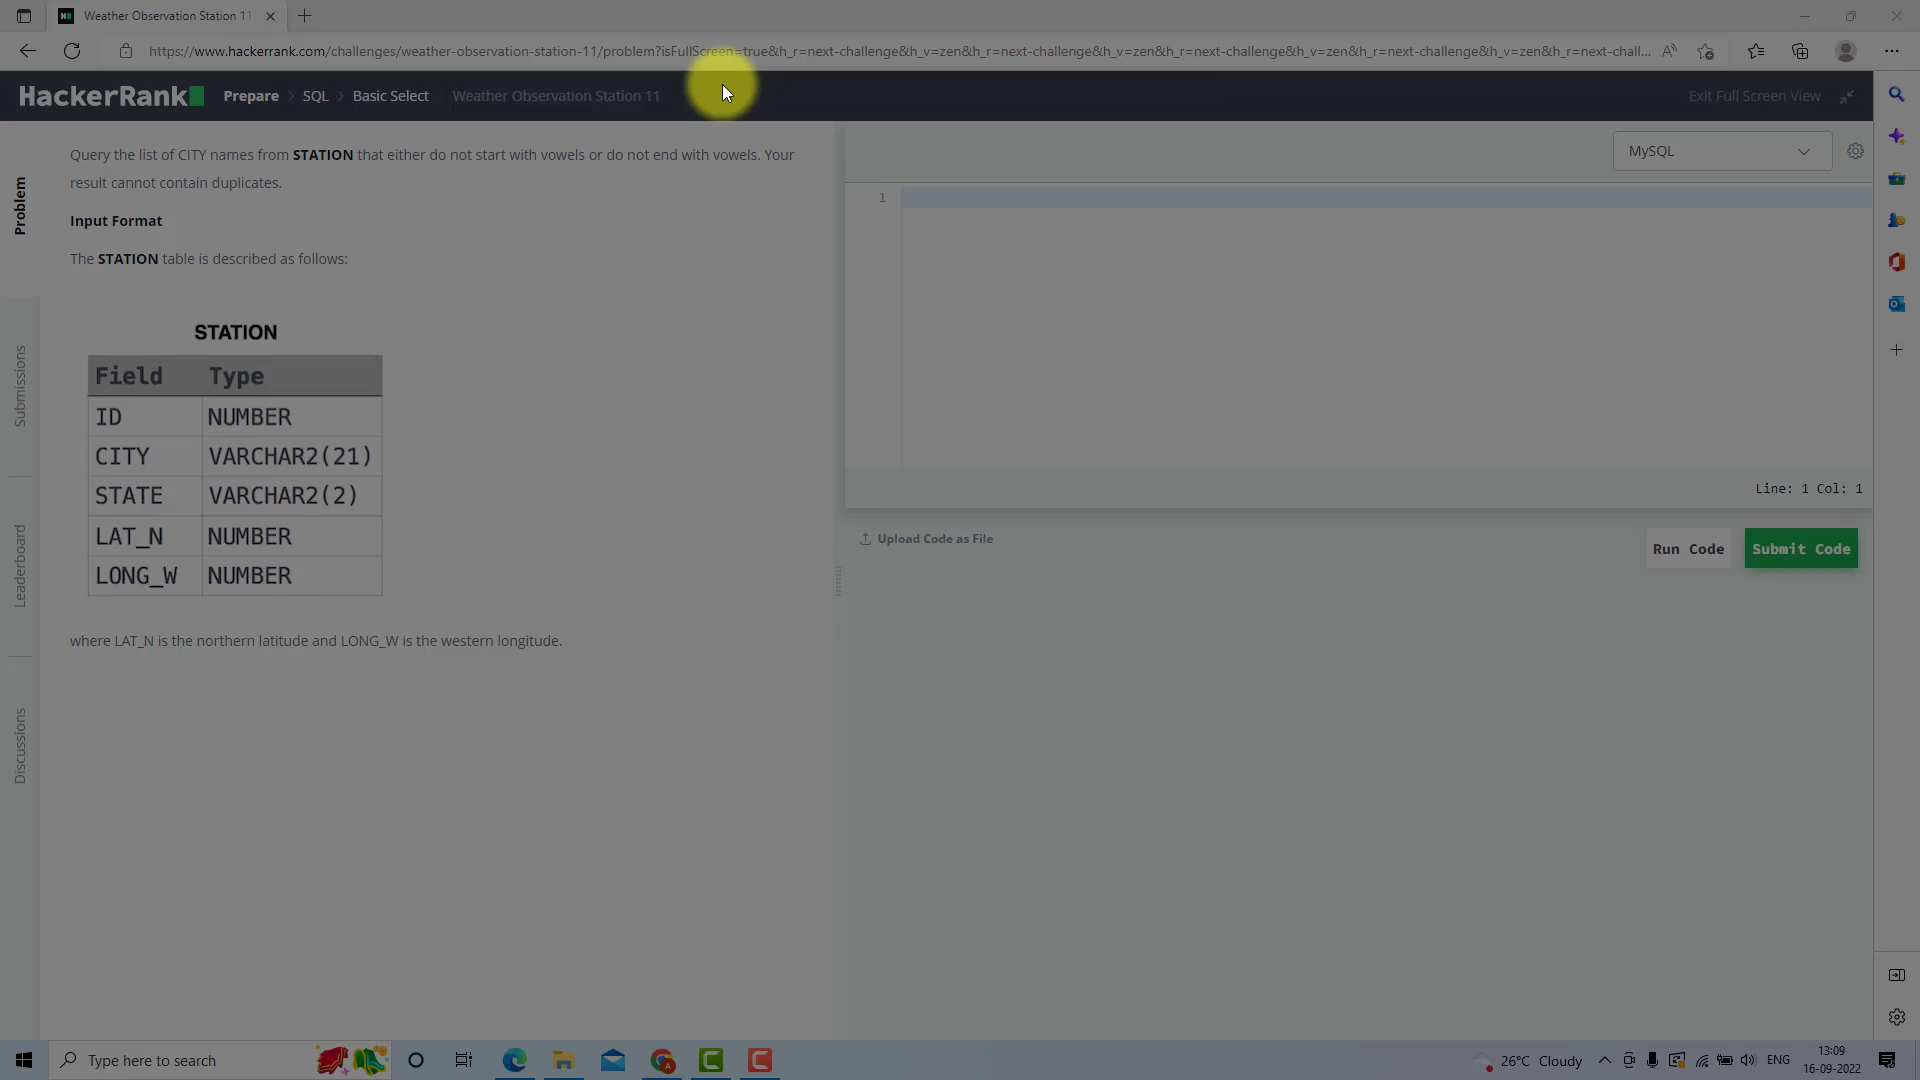 Weather Observation Station 11
https://www.hackerrank.com/challenges/weather-observation-station-11/problem?isFullScreen=true&h_r=next-challenge&h_v=zen&h_r=next-challenge&h_v=zen&h_r=next-challenge&h_v=zen&h_r=next-challenge&h_v=zen&h_r=next-chall...
HackerRank Prepare > SQL > Basic Select Weather Observation Station 11 Exit Full Screen View
Problem
Submissions
Leaderboard
Discussions
Query the list of CITY names from STATION that either do not start with vowels or do not end with vowels. Your
result cannot contain duplicates.
Input Format
The STATION table is described as follows:
STATION
Field Type
ID NUMBER
CITY VARCHAR2(21)
STATE VARCHAR2(2)
LAT_N NUMBER
LONG_W NUMBER
where LAT_N is the northern latitude and LONG_W is the western longitude.
MySQL
1
Line: 1 Col: 1
Upload Code as File
Run Code
Submit Code
Type here to search
26°C Cloudy
ENG
13:09
16-09-2022